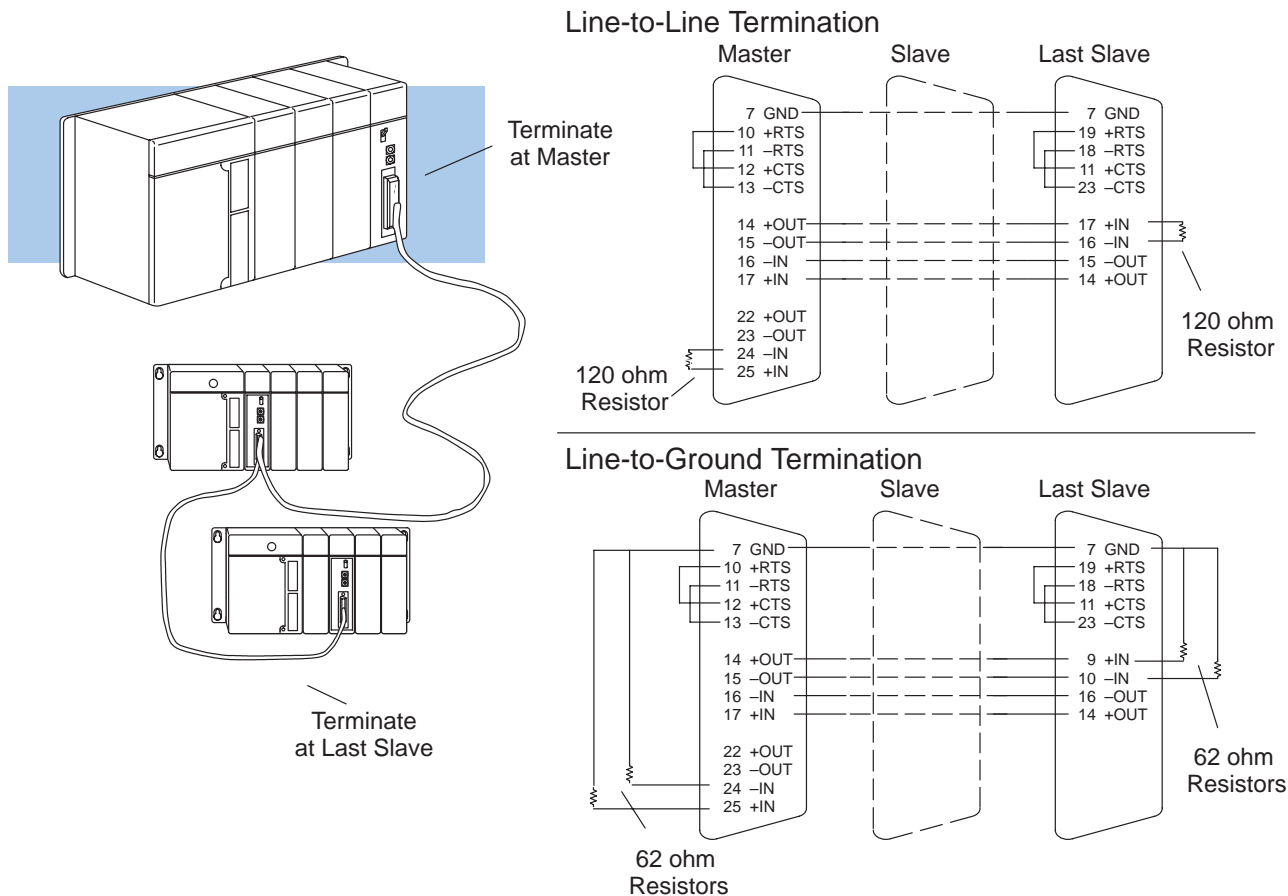 Line-to-Line Termination
Master
Slave
Last Slave
Terminate
at Master
7 GND
10 +RTS
11 –RTS
12 +CTS
13 –CTS
14 +OUT
15 –OUT
16 –IN
17 +IN
22 +OUT
23 –OUT
24 –IN
25 +IN
120 ohm
Resistor
7 GND
19 +RTS
18 –RTS
11 +CTS
23 –CTS
17 +IN
16 –IN
15 –OUT
14 +OUT
120 ohm
Resistor
Line-to-Ground Termination
Master
Slave
Last Slave
7 GND
10 +RTS
11 –RTS
12 +CTS
13 –CTS
14 +OUT
15 –OUT
16 –IN
17 +IN
22 +OUT
23 –OUT
24 –IN
25 +IN
62 ohm
Resistors
7 GND
19 +RTS
18 –RTS
11 +CTS
23 –CTS
9 +IN
10 –IN
16 –OUT
14 +OUT
62 ohm
Resistors
Terminate
at Last Slave